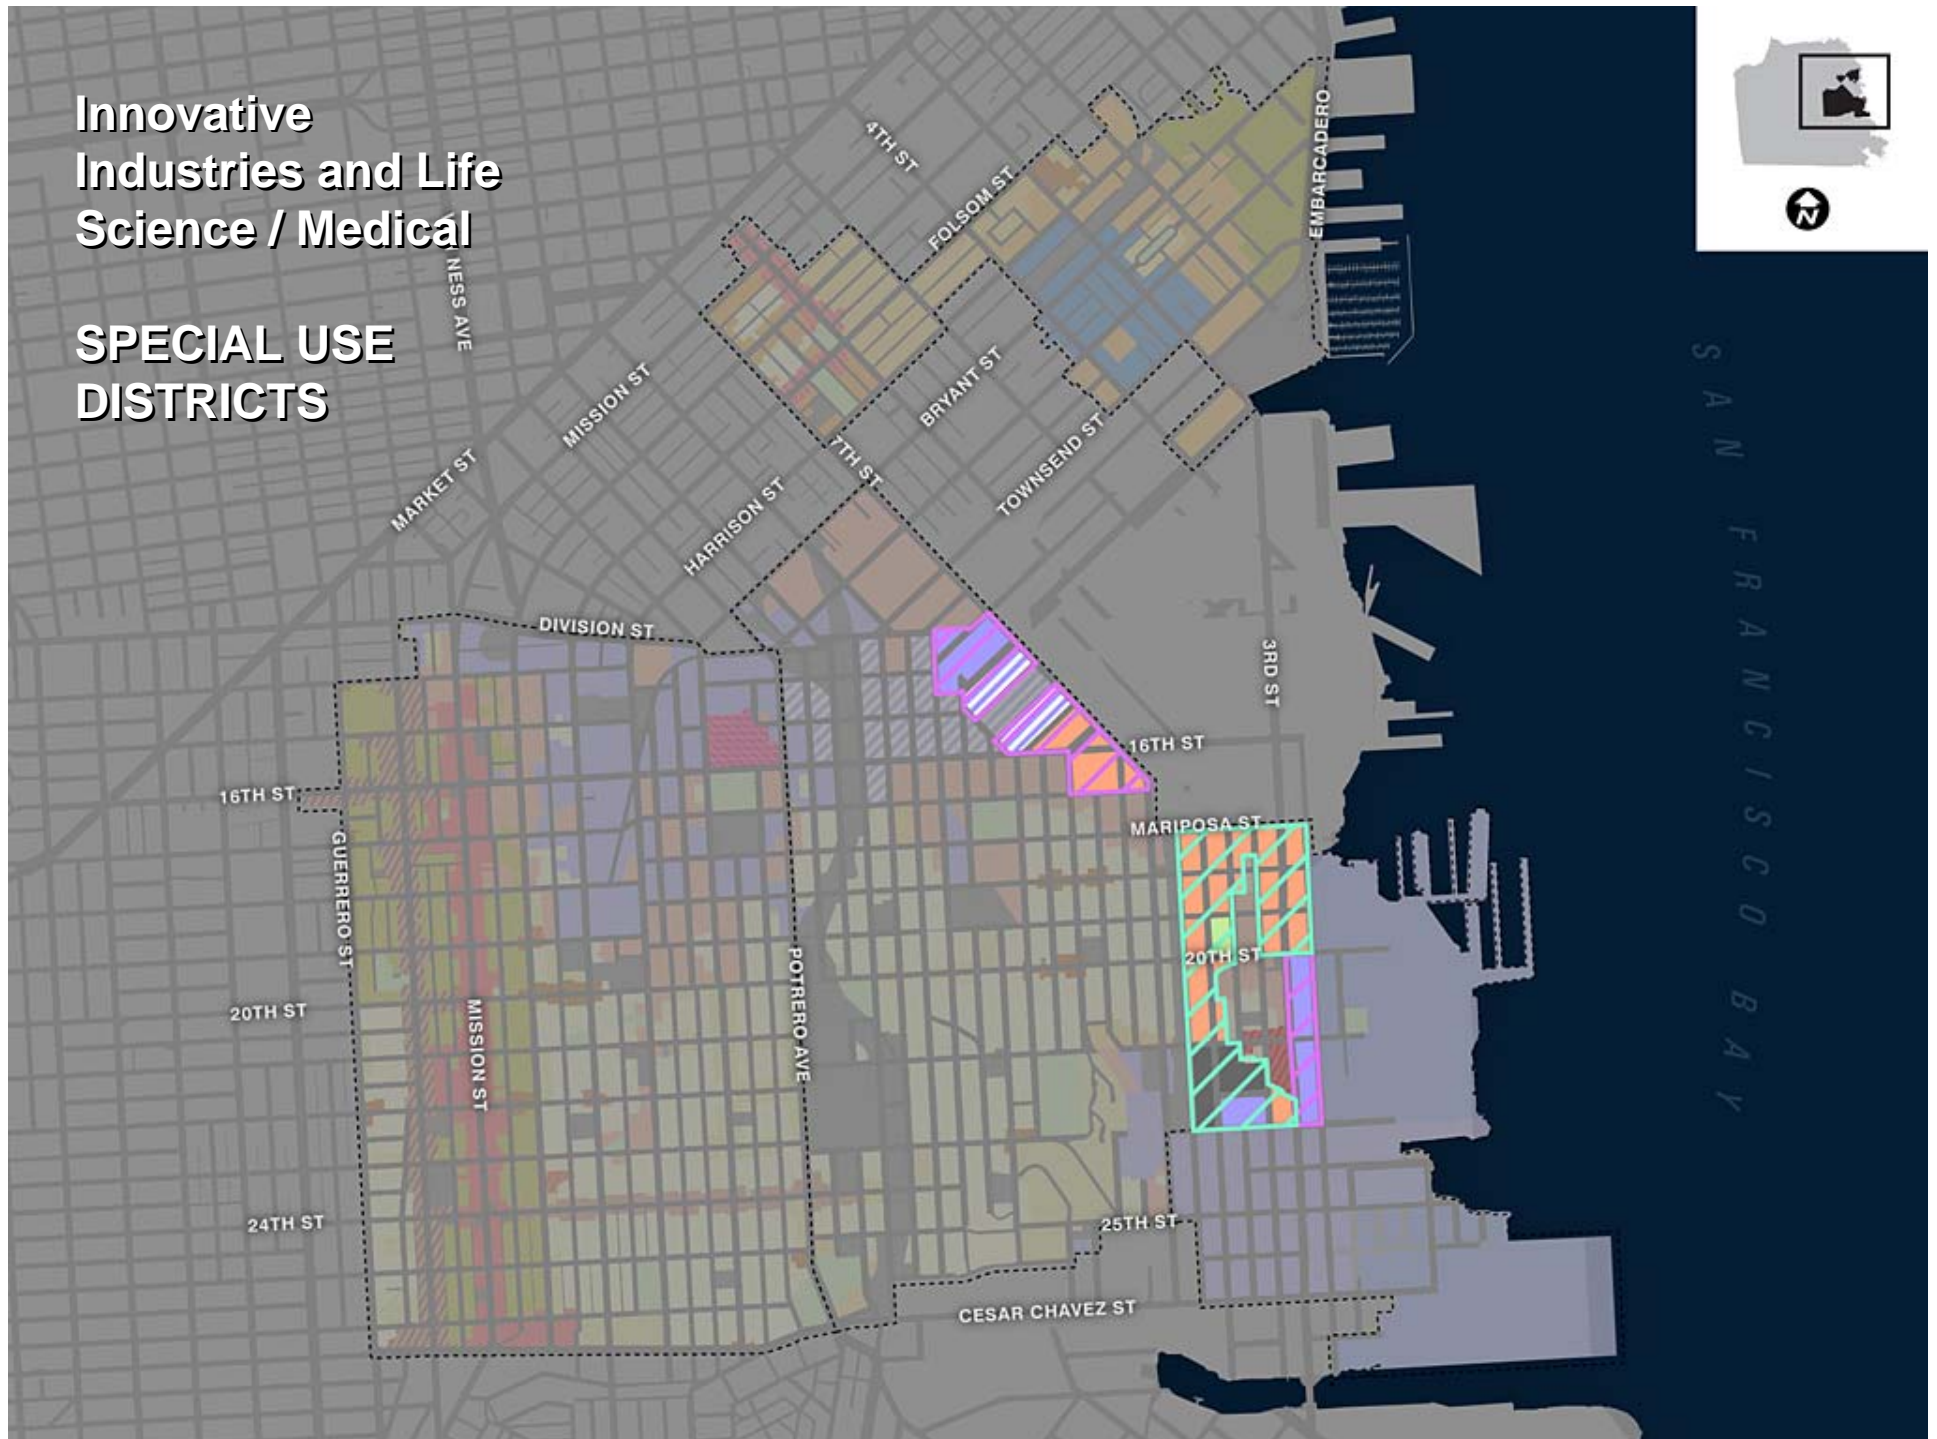 Innovative
Industries and Life
Science / Medical
SPECIAL USE
DISTRICTS
4TH ST
FOLSOM ST
EMBARCADERO
N
NESS AVE
MISSION ST
BRYANT ST
MARKET ST
7TH ST
TOWNSEND ST
HARRISON ST
DIVISION ST
3RD ST
16TH ST
16TH ST
MARIPOSA ST
GUERRERO ST
20TH ST
POTRERO AVE
20TH ST
MISSION ST
24TH ST
25TH ST
CESAR CHAVEZ ST
SAN FRANCISCO BAY